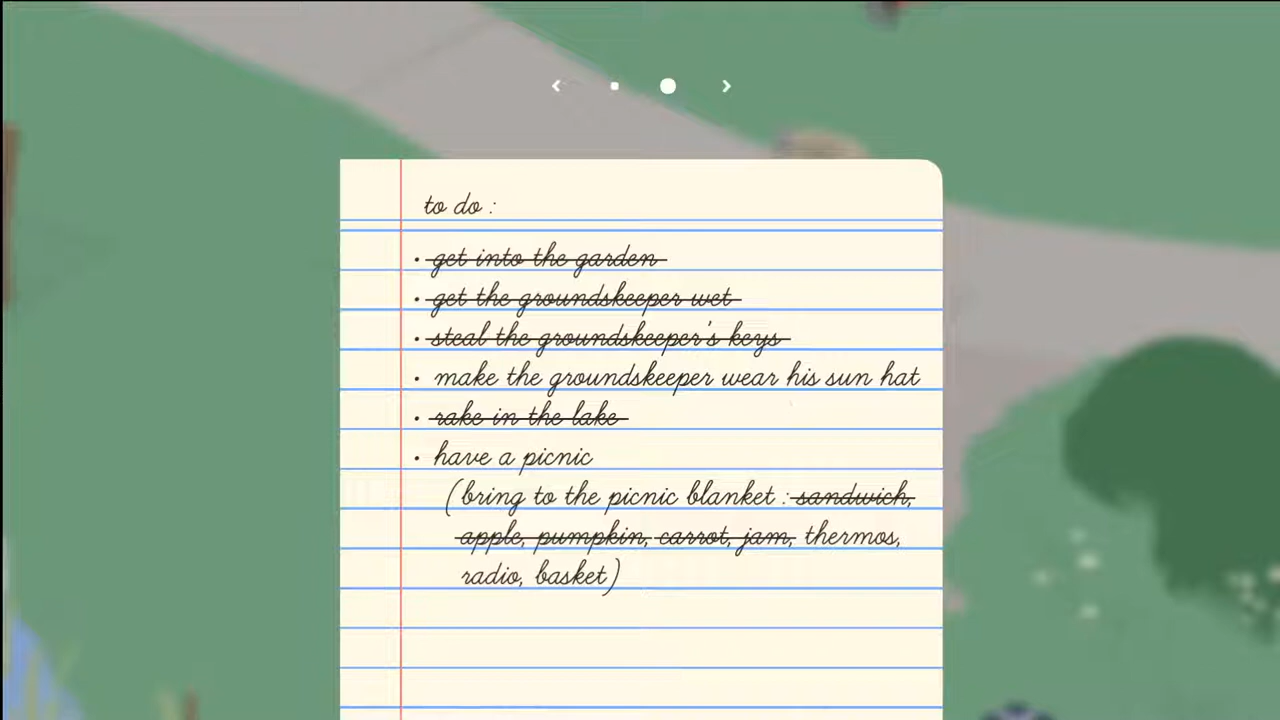 to do :
• get into the garden
• get the groundskeeper wet
• steal the groundskeeper's keys
• make the groundskeeper wear his sun hat
• rake in the lake
• have a picnic
(bring to the picnic blanket : sandwich,
apple, pumpkin, carrot, jam, thermos,
radio, basket)